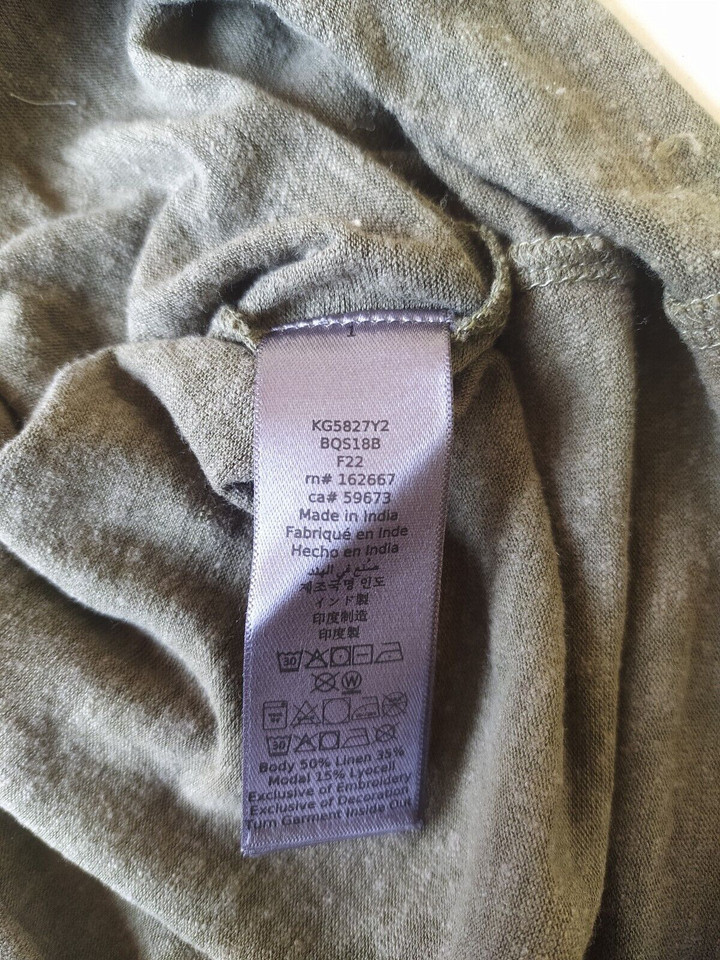 1
KG5827Y2
BQS18B
F22
rn# 162667
ca# 59673
Made in India
Fabriqué en Inde
Hecho en India
صنع في الهند
제조국명 인도
インド製
印度制造
印度製
30
W
30
Body 50% Linen 35%
Modal 15% Lyocell
Exclusive of Embroidery
Exclusive of Decoration
Turn Garment Inside Out